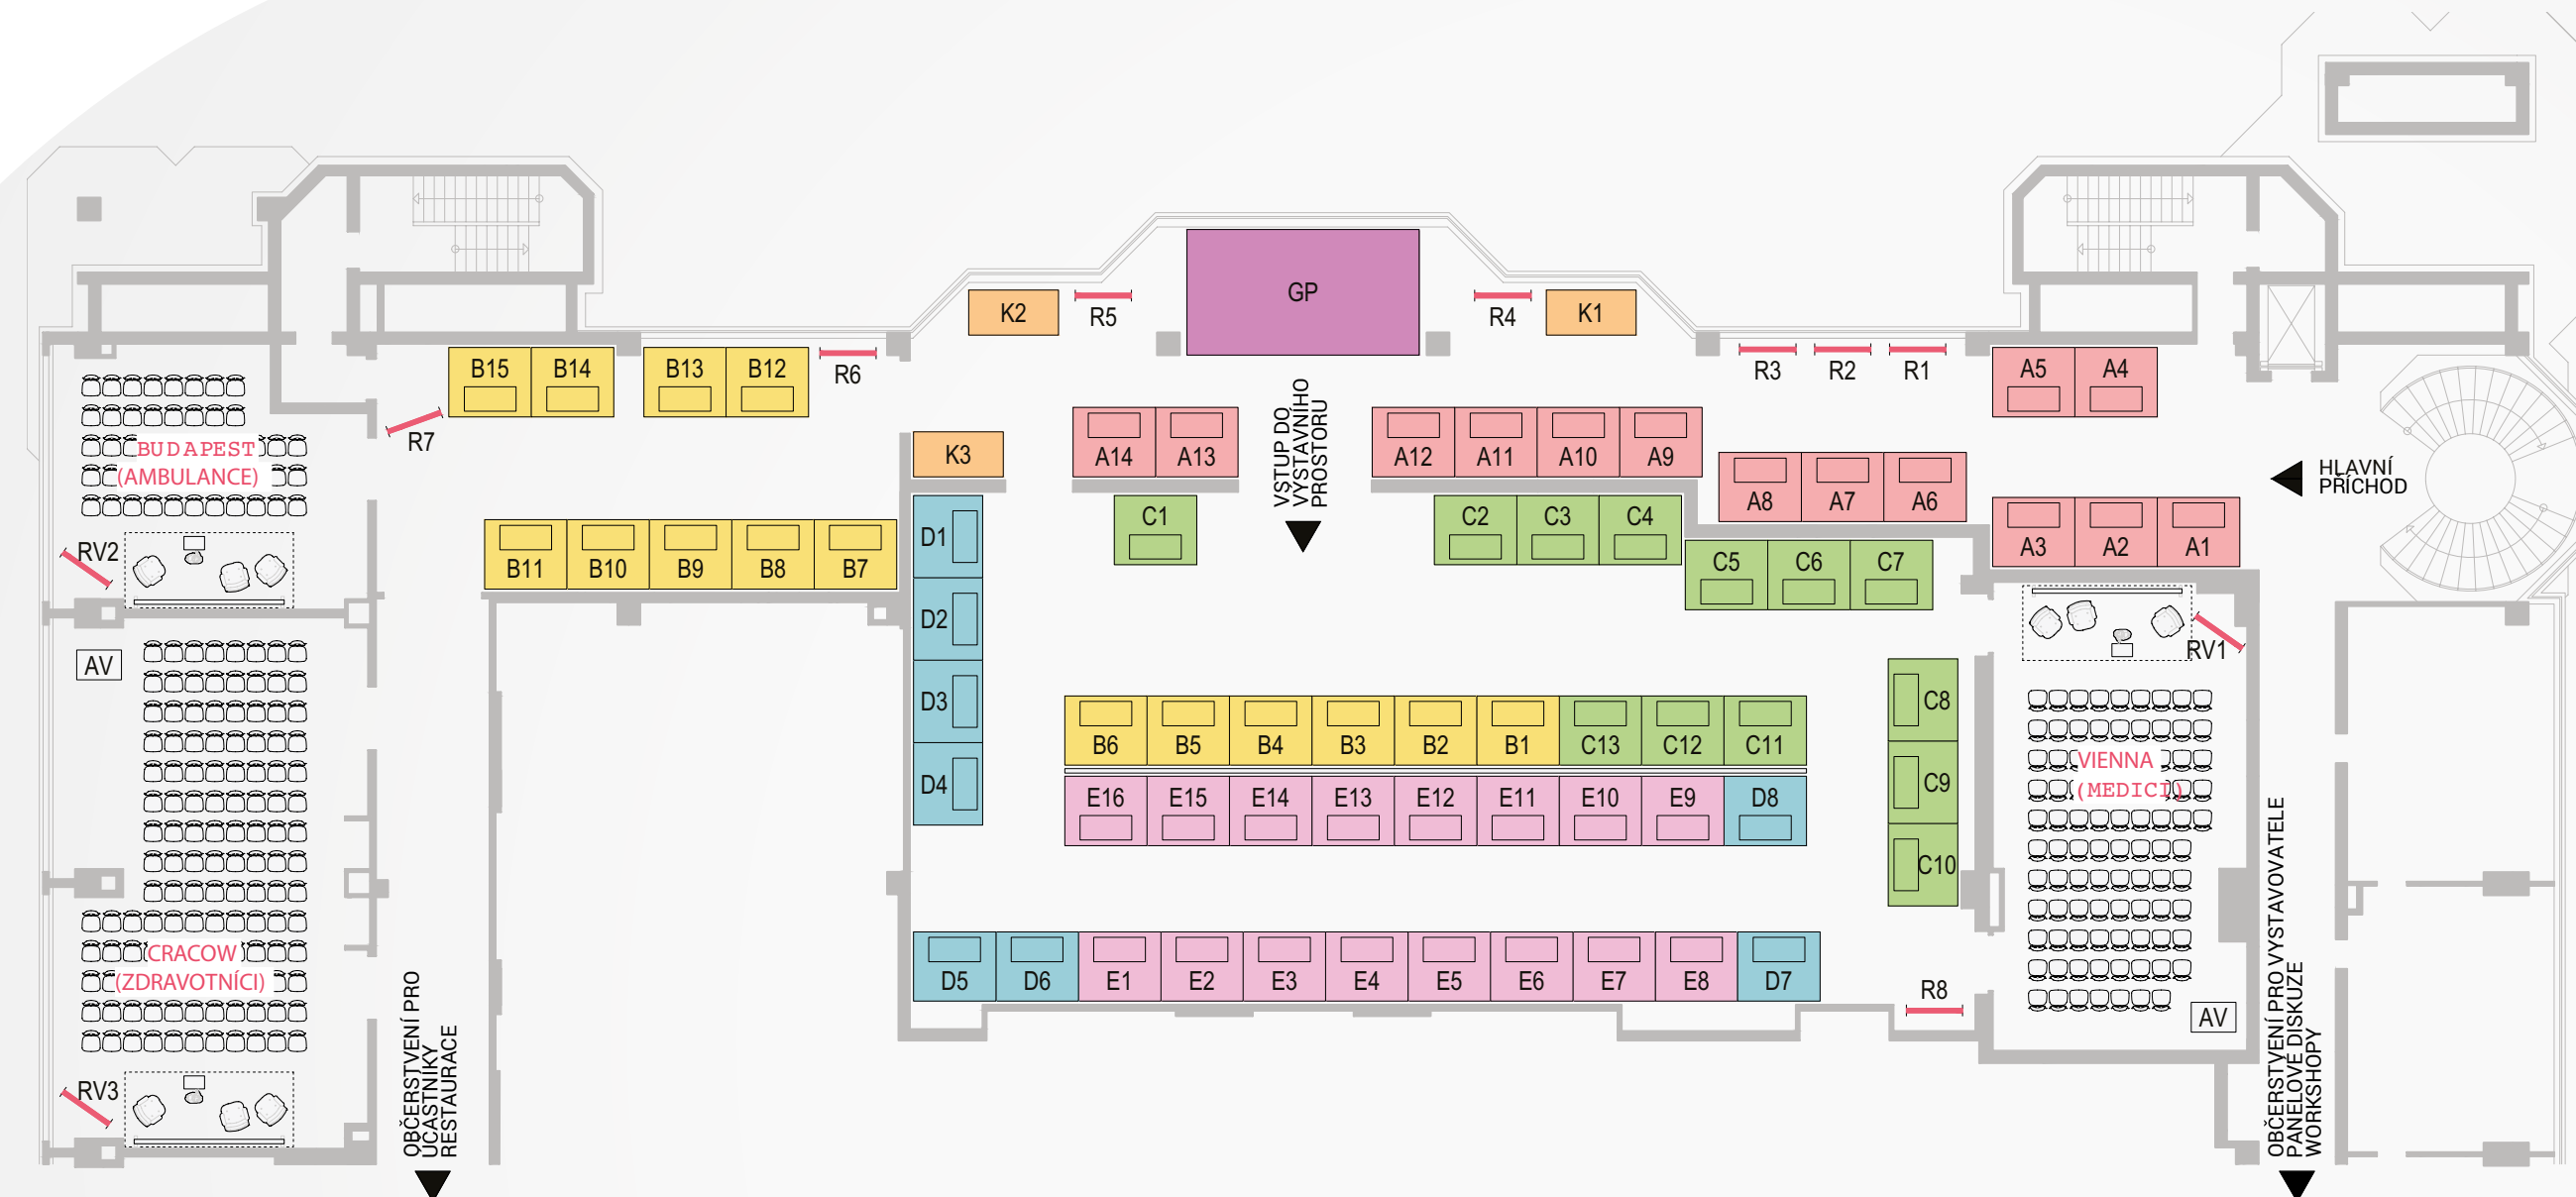 GP
K2
R5
R4
K1
B15
B14
B13
B12
R6
R3
R2
R1
A5
A4
R7
BUDAPEST
(AMBULANCE)
K3
A14
A13
VSTUP DO
VÝSTAVNÍHO
PROSTORU
A12
A11
A10
A9
A8
A7
A6
HLAVNÍ
PŘÍCHOD
A3
A2
A1
RV2
B11
B10
B9
B8
B7
D1
D2
D3
D4
C1
C2
C3
C4
C5
C6
C7
RV1
AV
B6
B5
B4
B3
B2
B1
C13
C12
C11
C8
C9
C10
VIENNA
(MEDICI)
E16
E15
E14
E13
E12
E11
E10
E9
D8
CRACOW
(ZDRAVOTNÍCI)
D5
D6
E1
E2
E3
E4
E5
E6
E7
E8
D7
R8
AV
RV3
OBČERSTVENÍ PRO
ÚČASTNÍKY
RESTAURACE
OBČERSTVENÍ PRO VYSTAVOVATELE
PANELOVÉ DISKUZE
WORKSHOPY